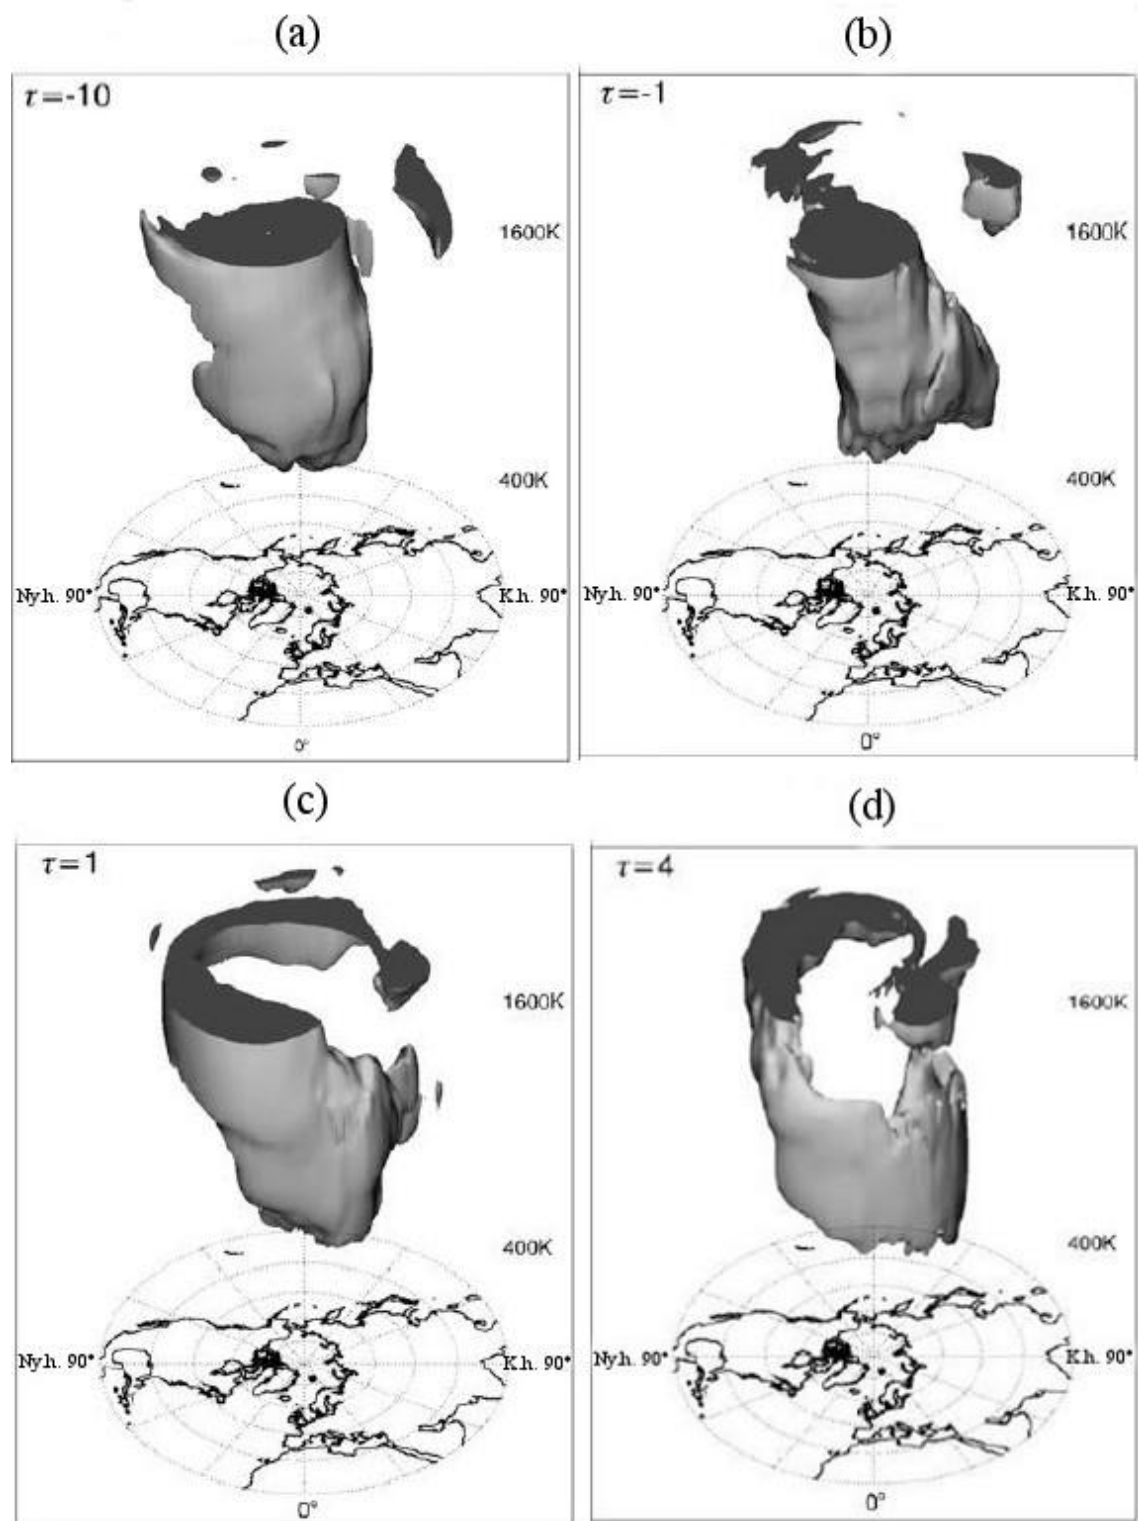 (a)
τ=-10
1600K
400K
Nyh. 90°
Kh. 90°
0°
(b)
τ=-1
1600K
400K
Nyh. 90°
Kh. 90°
0°
(c)
τ=1
1600K
400K
Nyh. 90°
Kh. 90°
0°
(d)
τ=4
1600K
400K
Nyh. 90°
Kh. 90°
0°